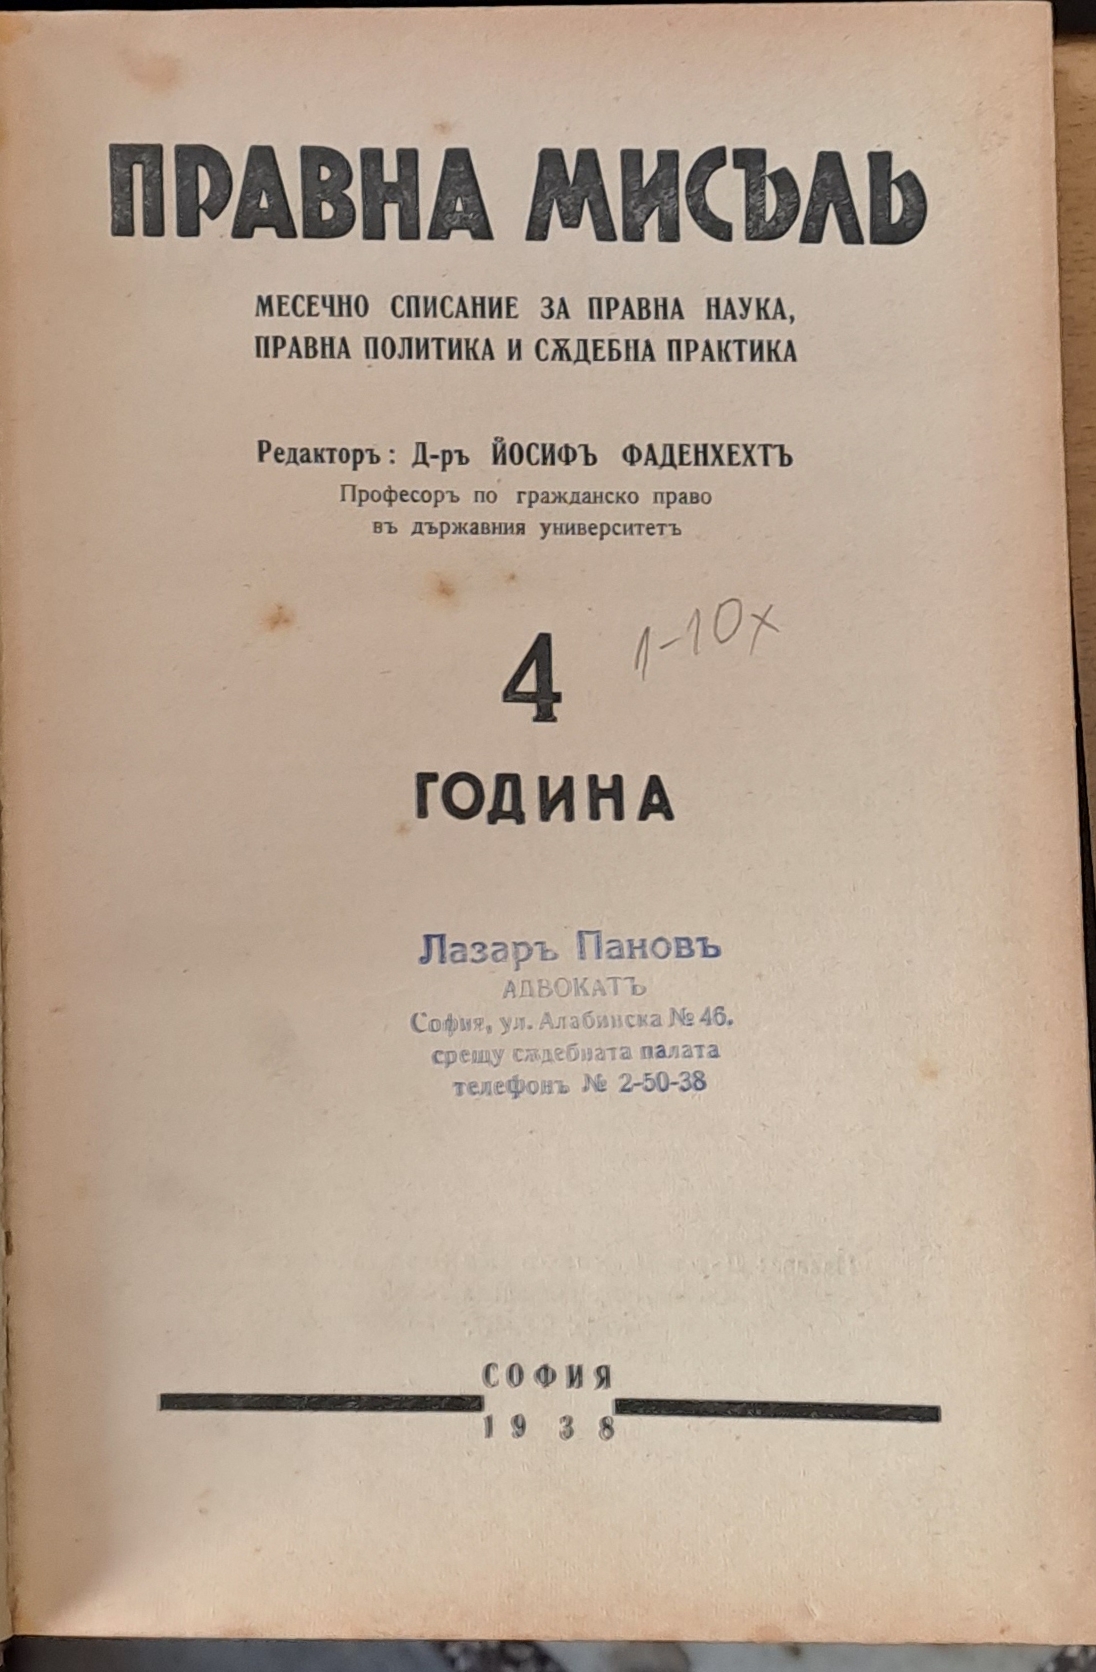 ПРАВНА МИСЪЛЬ
МЕСЕЧНО СПИСАНИЕ ЗА ПРАВНА НАУКА,
ПРАВНА ПОЛИТИКА И СѪДЕБНА ПРАКТИКА
Редакторъ: Д-ръ ЙОСИФЪ ФАДЕНХЕХТЪ
Професоръ по гражданско право
въ държавния университетъ
1-10х
4
ГОДИНА
Лазаръ Пановъ
АДВОКАТЪ
София, ул. Алабинска № 46.
срещу сѫдебната палата
телефонъ № 2-50-38
СОФИЯ
1938